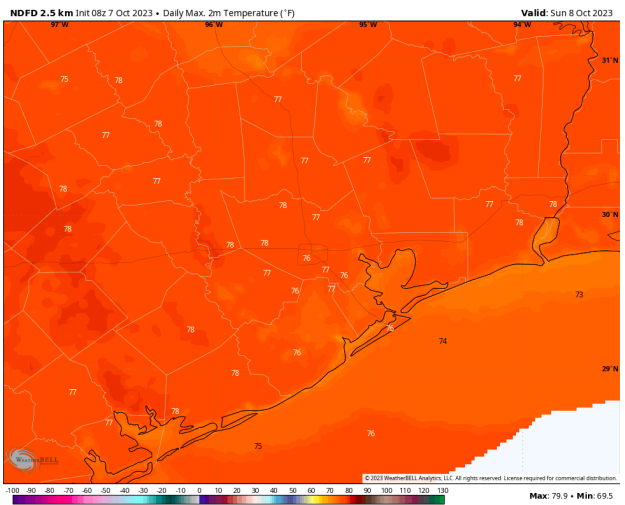 NDFD 2.5 km Init 08z 7 Oct 2023 • Daily Max. 2m Temperature (°F)
Valid: Sun 8 Oct 2023
97°W 96°W 95°W 94°W
31°N
75 78 77
77
77 78
77 77 77
78 77
78 77 78
77 78 30°N
78 78 78 78
76
77 77 76
76 77
73
78 76 74
76
78 29°N
77
78
77
76
75
WeatherBELL
© 2023 WeatherBELL Analytics, LLC. All rights reserved. License required for commercial distribution.
-100 -90 -80 -70 -60 -50 -40 -30 -20 -10 0 10 20 30 40 50 60 70 80 90 100 110 120 130
Max: 79.9 • Min: 69.5